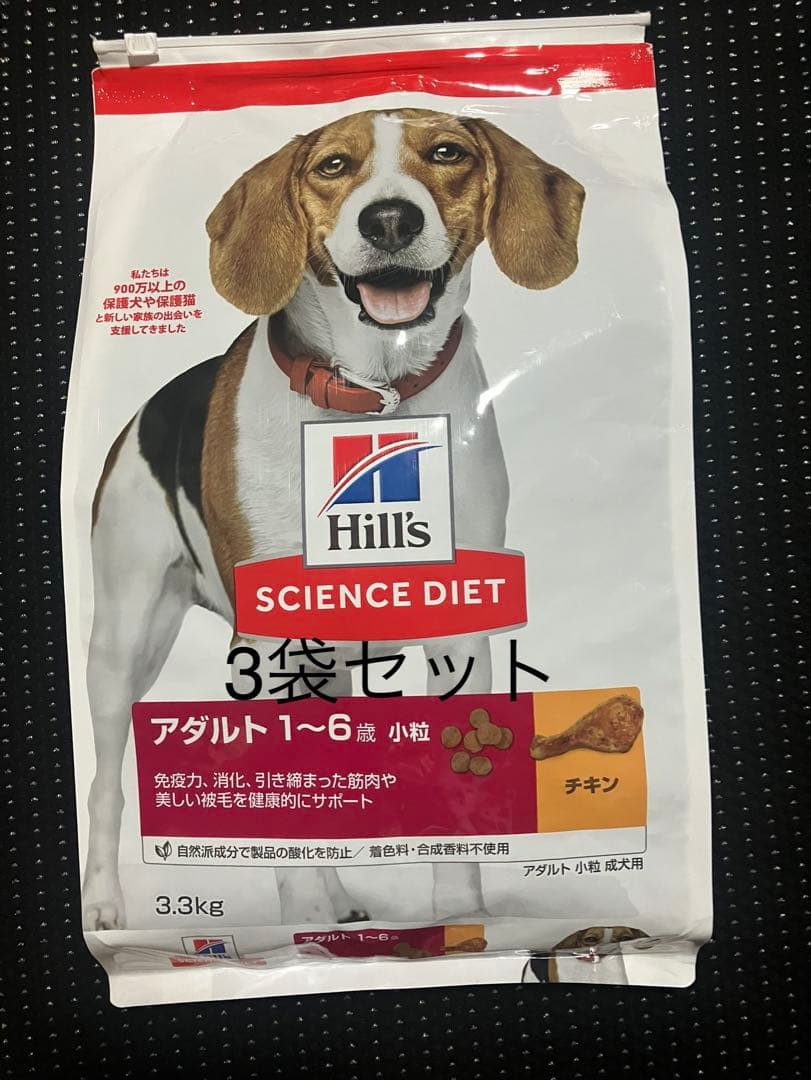 私たちは
900万以上の
保護犬や保護猫
と新しい家族の出会いを
支援してきました
Hill's
SCIENCE DIET
3袋セット
アダルト 1〜6歳 小粒
チキン
免疫力、消化、引き締まった筋肉や
美しい被毛を健康的にサポート
自然派成分で製品の酸化を防止/ 着色料・合成香料不使用
アダルト 小粒 成犬用
3.3kg
アダルト 1〜6歳